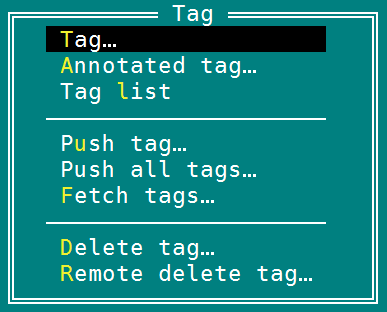 Tag
Tag…
Annotated tag…
Tag list
Push tag…
Push all tags…
Fetch tags…
Delete tag…
Remote delete tag…